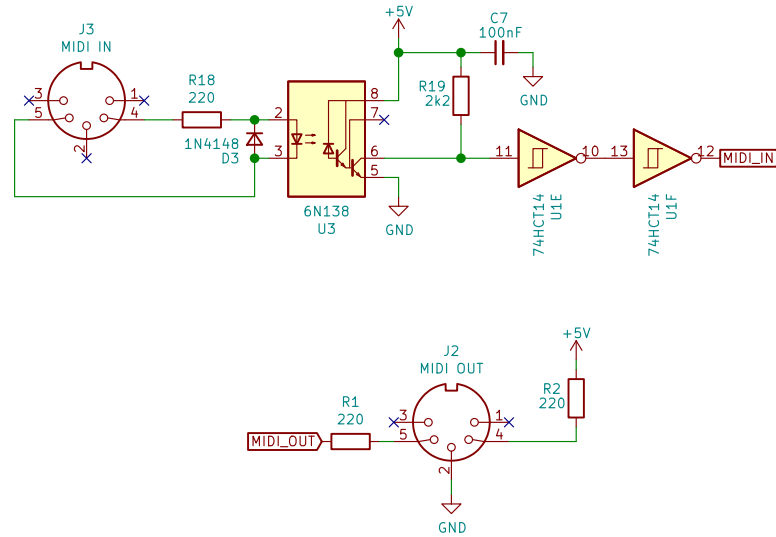 +5V
C7
100nF
GND
J3
MIDI IN
3
1
5
4
2
R18
220
1N4148
D3
2
3
8
7
6
5
6N138
U3
GND
R19
2k2
11
10
74HCT14
U1E
13
12
74HCT14
U1F
MIDI_IN
+5V
J2
MIDI OUT
R2
220
R1
220
MIDI_OUT
3
1
5
4
2
GND